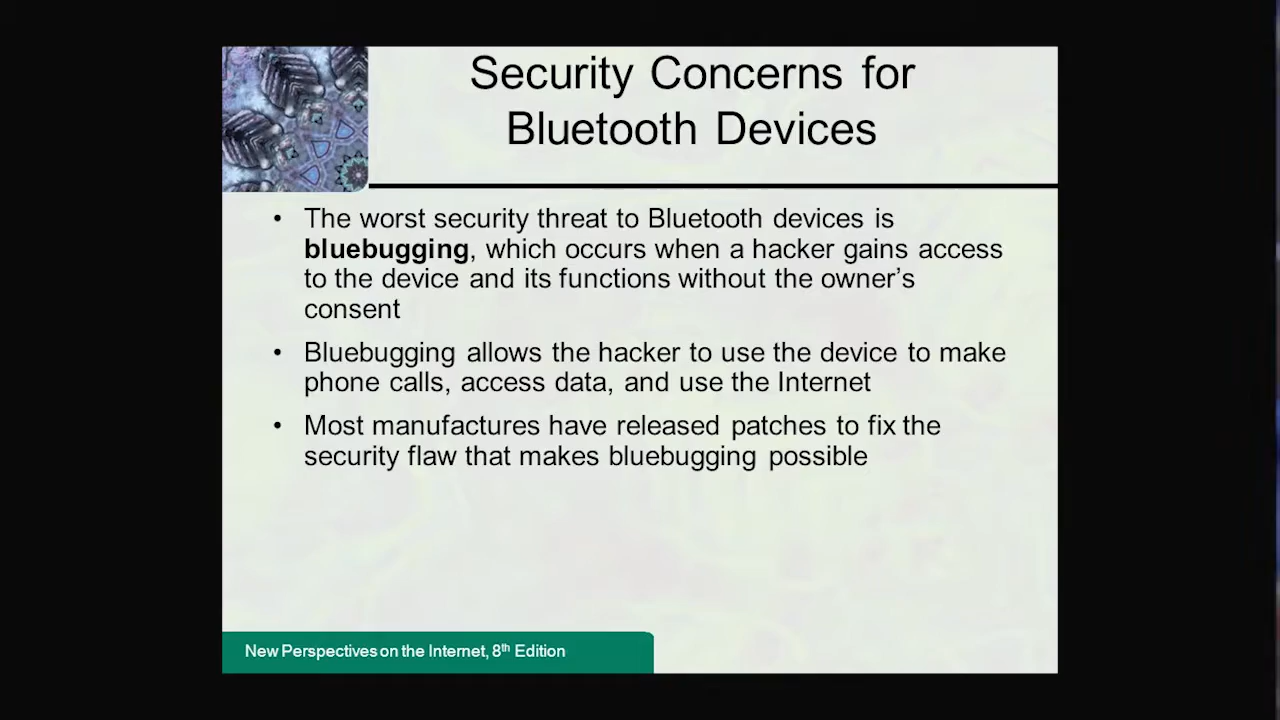 Security Concerns for
Bluetooth Devices
• The worst security threat to Bluetooth devices is
bluebugging, which occurs when a hacker gains access
to the device and its functions without the owner’s
consent
• Bluebugging allows the hacker to use the device to make
phone calls, access data, and use the Internet
• Most manufactures have released patches to fix the
security flaw that makes bluebugging possible
New Perspectives on the Internet, 8th Edition